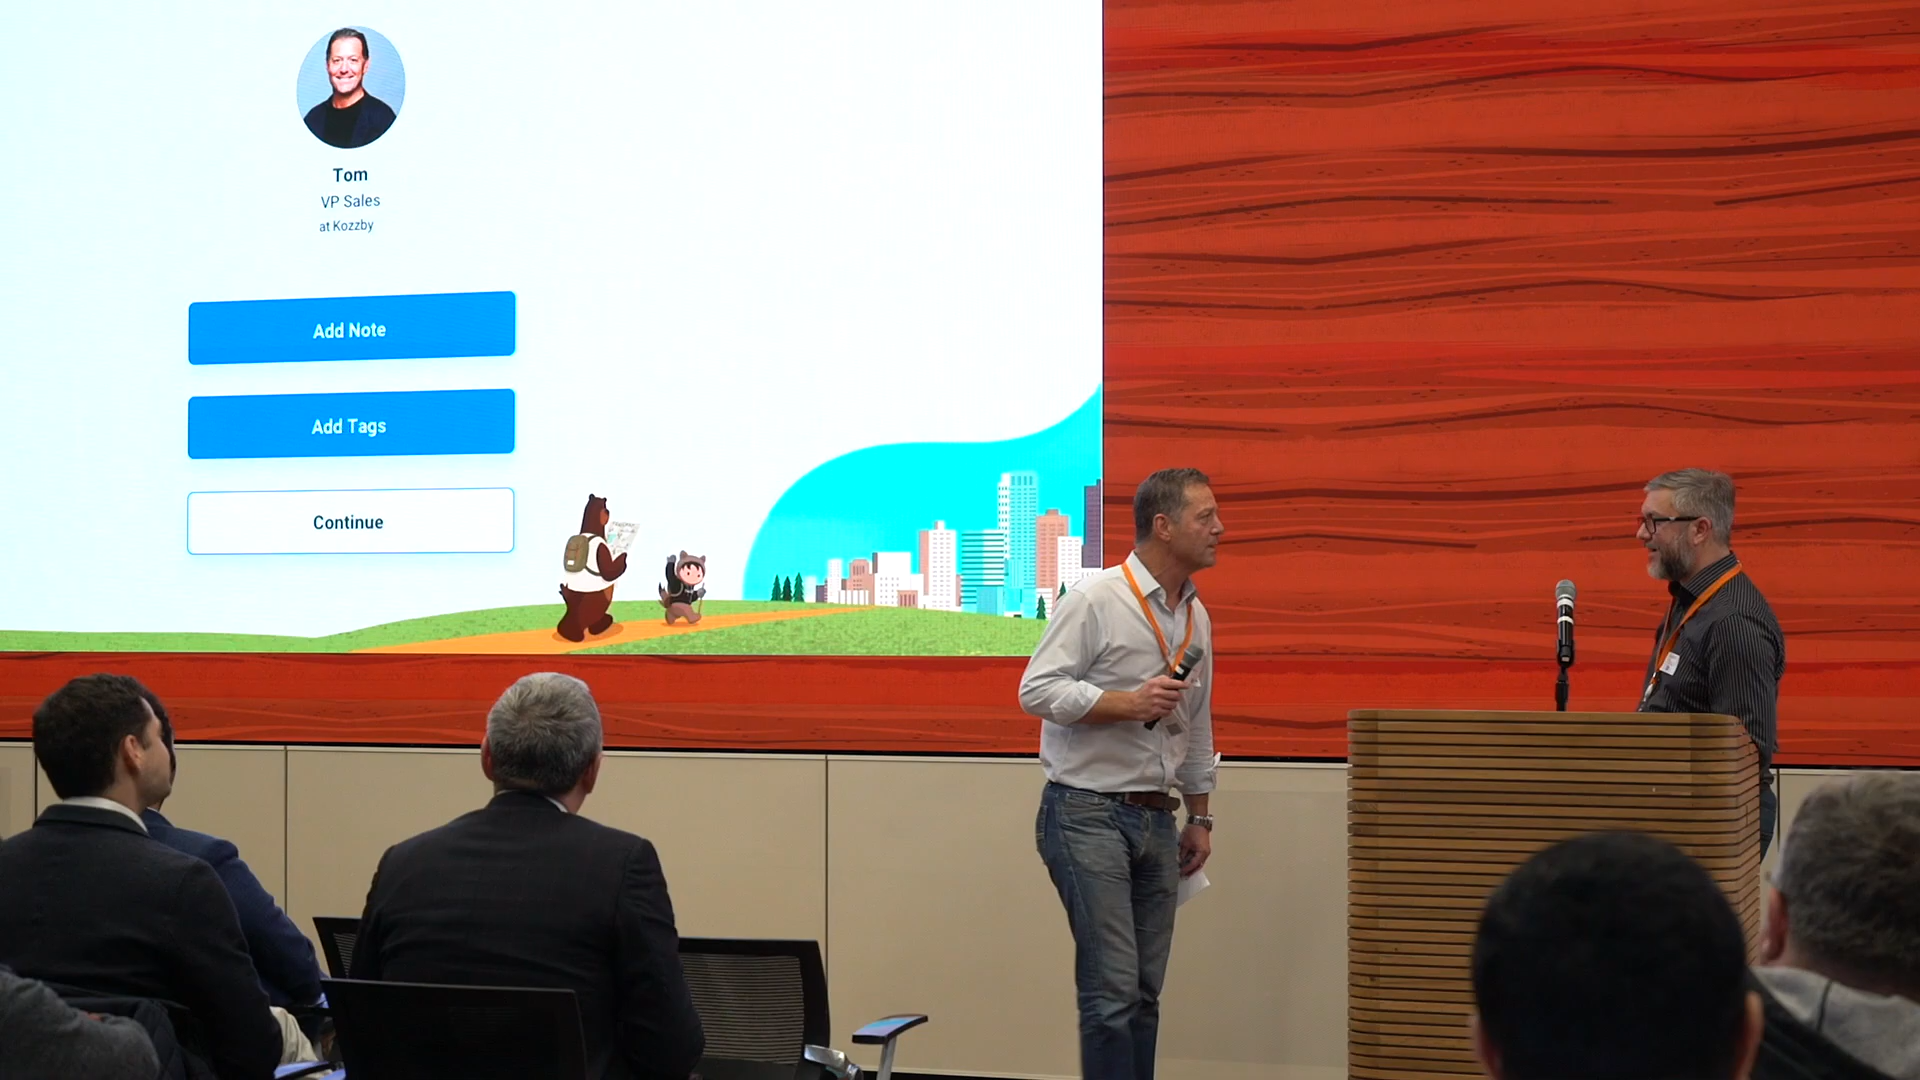 Tom
VP Sales
at Kozzby
Add Note
Add Tags
Continue